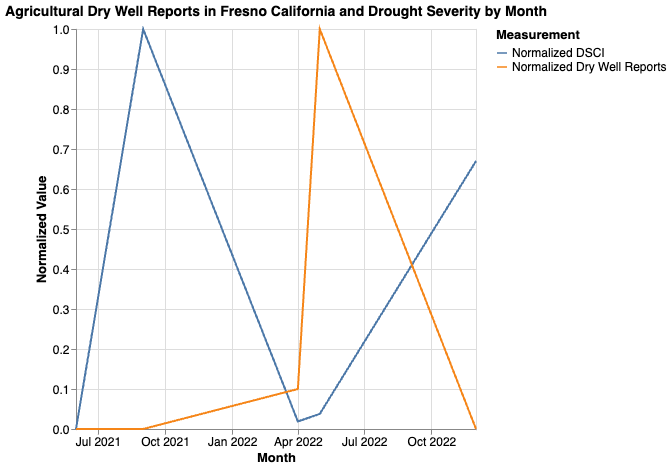 Agricultural Dry Well Reports in Fresno California and Drought Severity by Month
Measurement
Normalized DSCI
Normalized Dry Well Reports
Normalized Value
1.0
0.9
0.8
0.7
0.6
0.5
0.4
0.3
0.2
0.1
0.0
Jul 2021 Oct 2021 Jan 2022 Apr 2022 Jul 2022 Oct 2022
Month